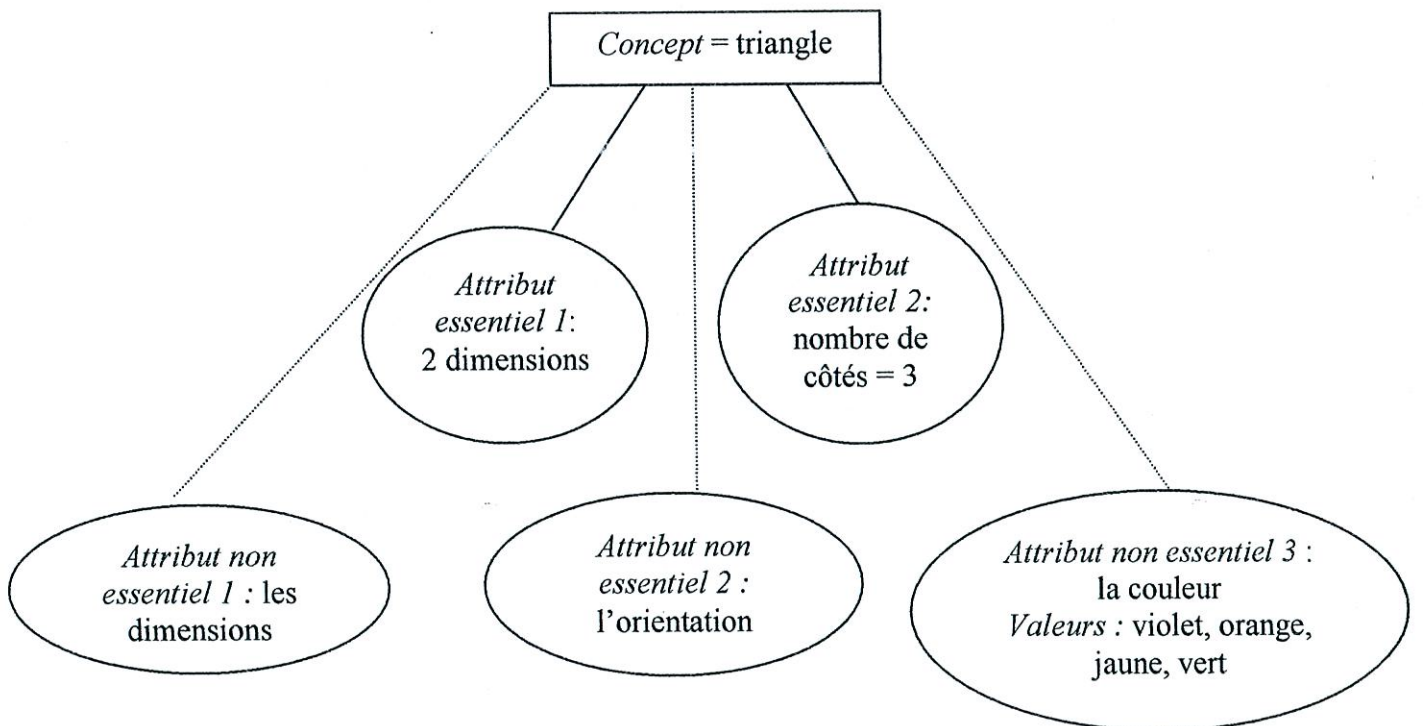 Concept = triangle
Attribut
essentiel 1:
2 dimensions
Attribut
essentiel 2:
nombre de
côtés = 3
Attribut non
essentiel 1 : les
dimensions
Attribut non
essentiel 2 :
l'orientation
Attribut non essentiel 3 :
la couleur
Valeurs : violet, orange,
jaune, vert